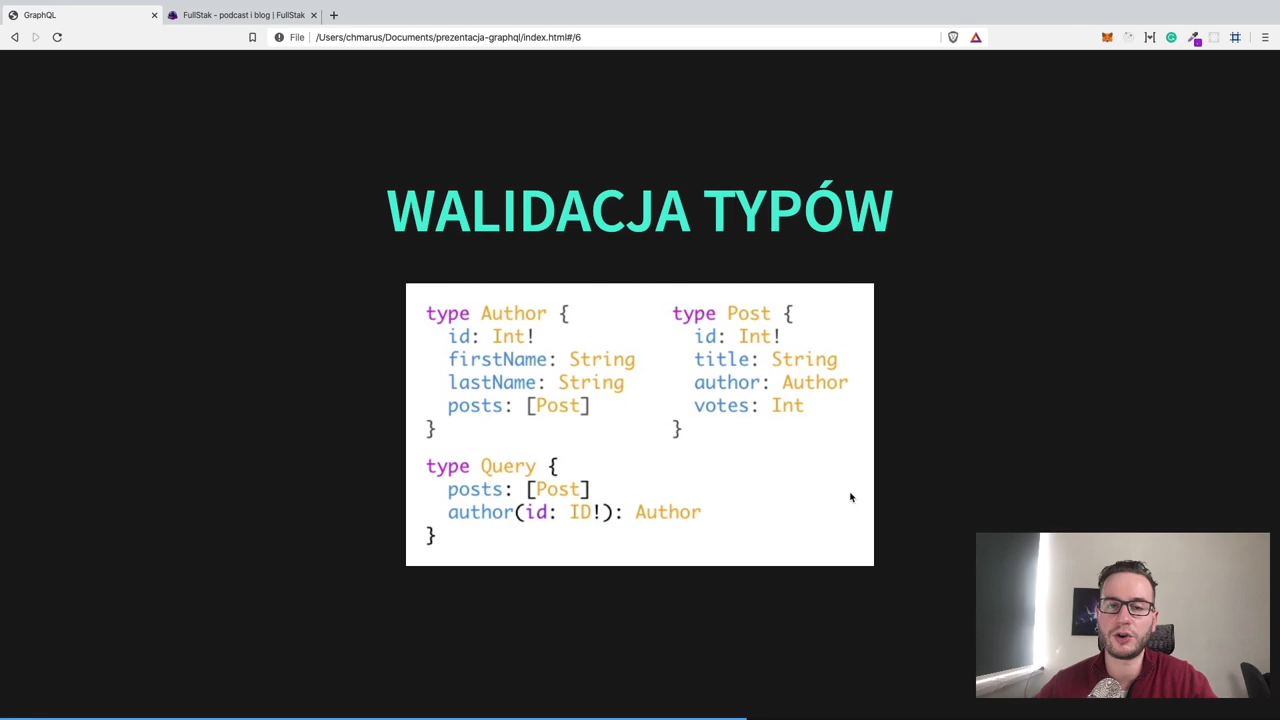 GraphQL
FullStak - podcast i blog | FullStak
File
/Users/chmarus/Documents/prezentacja-graphql/index.html#/6
WALIDACJA TYPÓW
type Author {
id: Int!
firstName: String
lastName: String
posts: [Post]
}
type Post {
id: Int!
title: String
author: Author
votes: Int
}
type Query {
posts: [Post]
author(id: ID!): Author
}